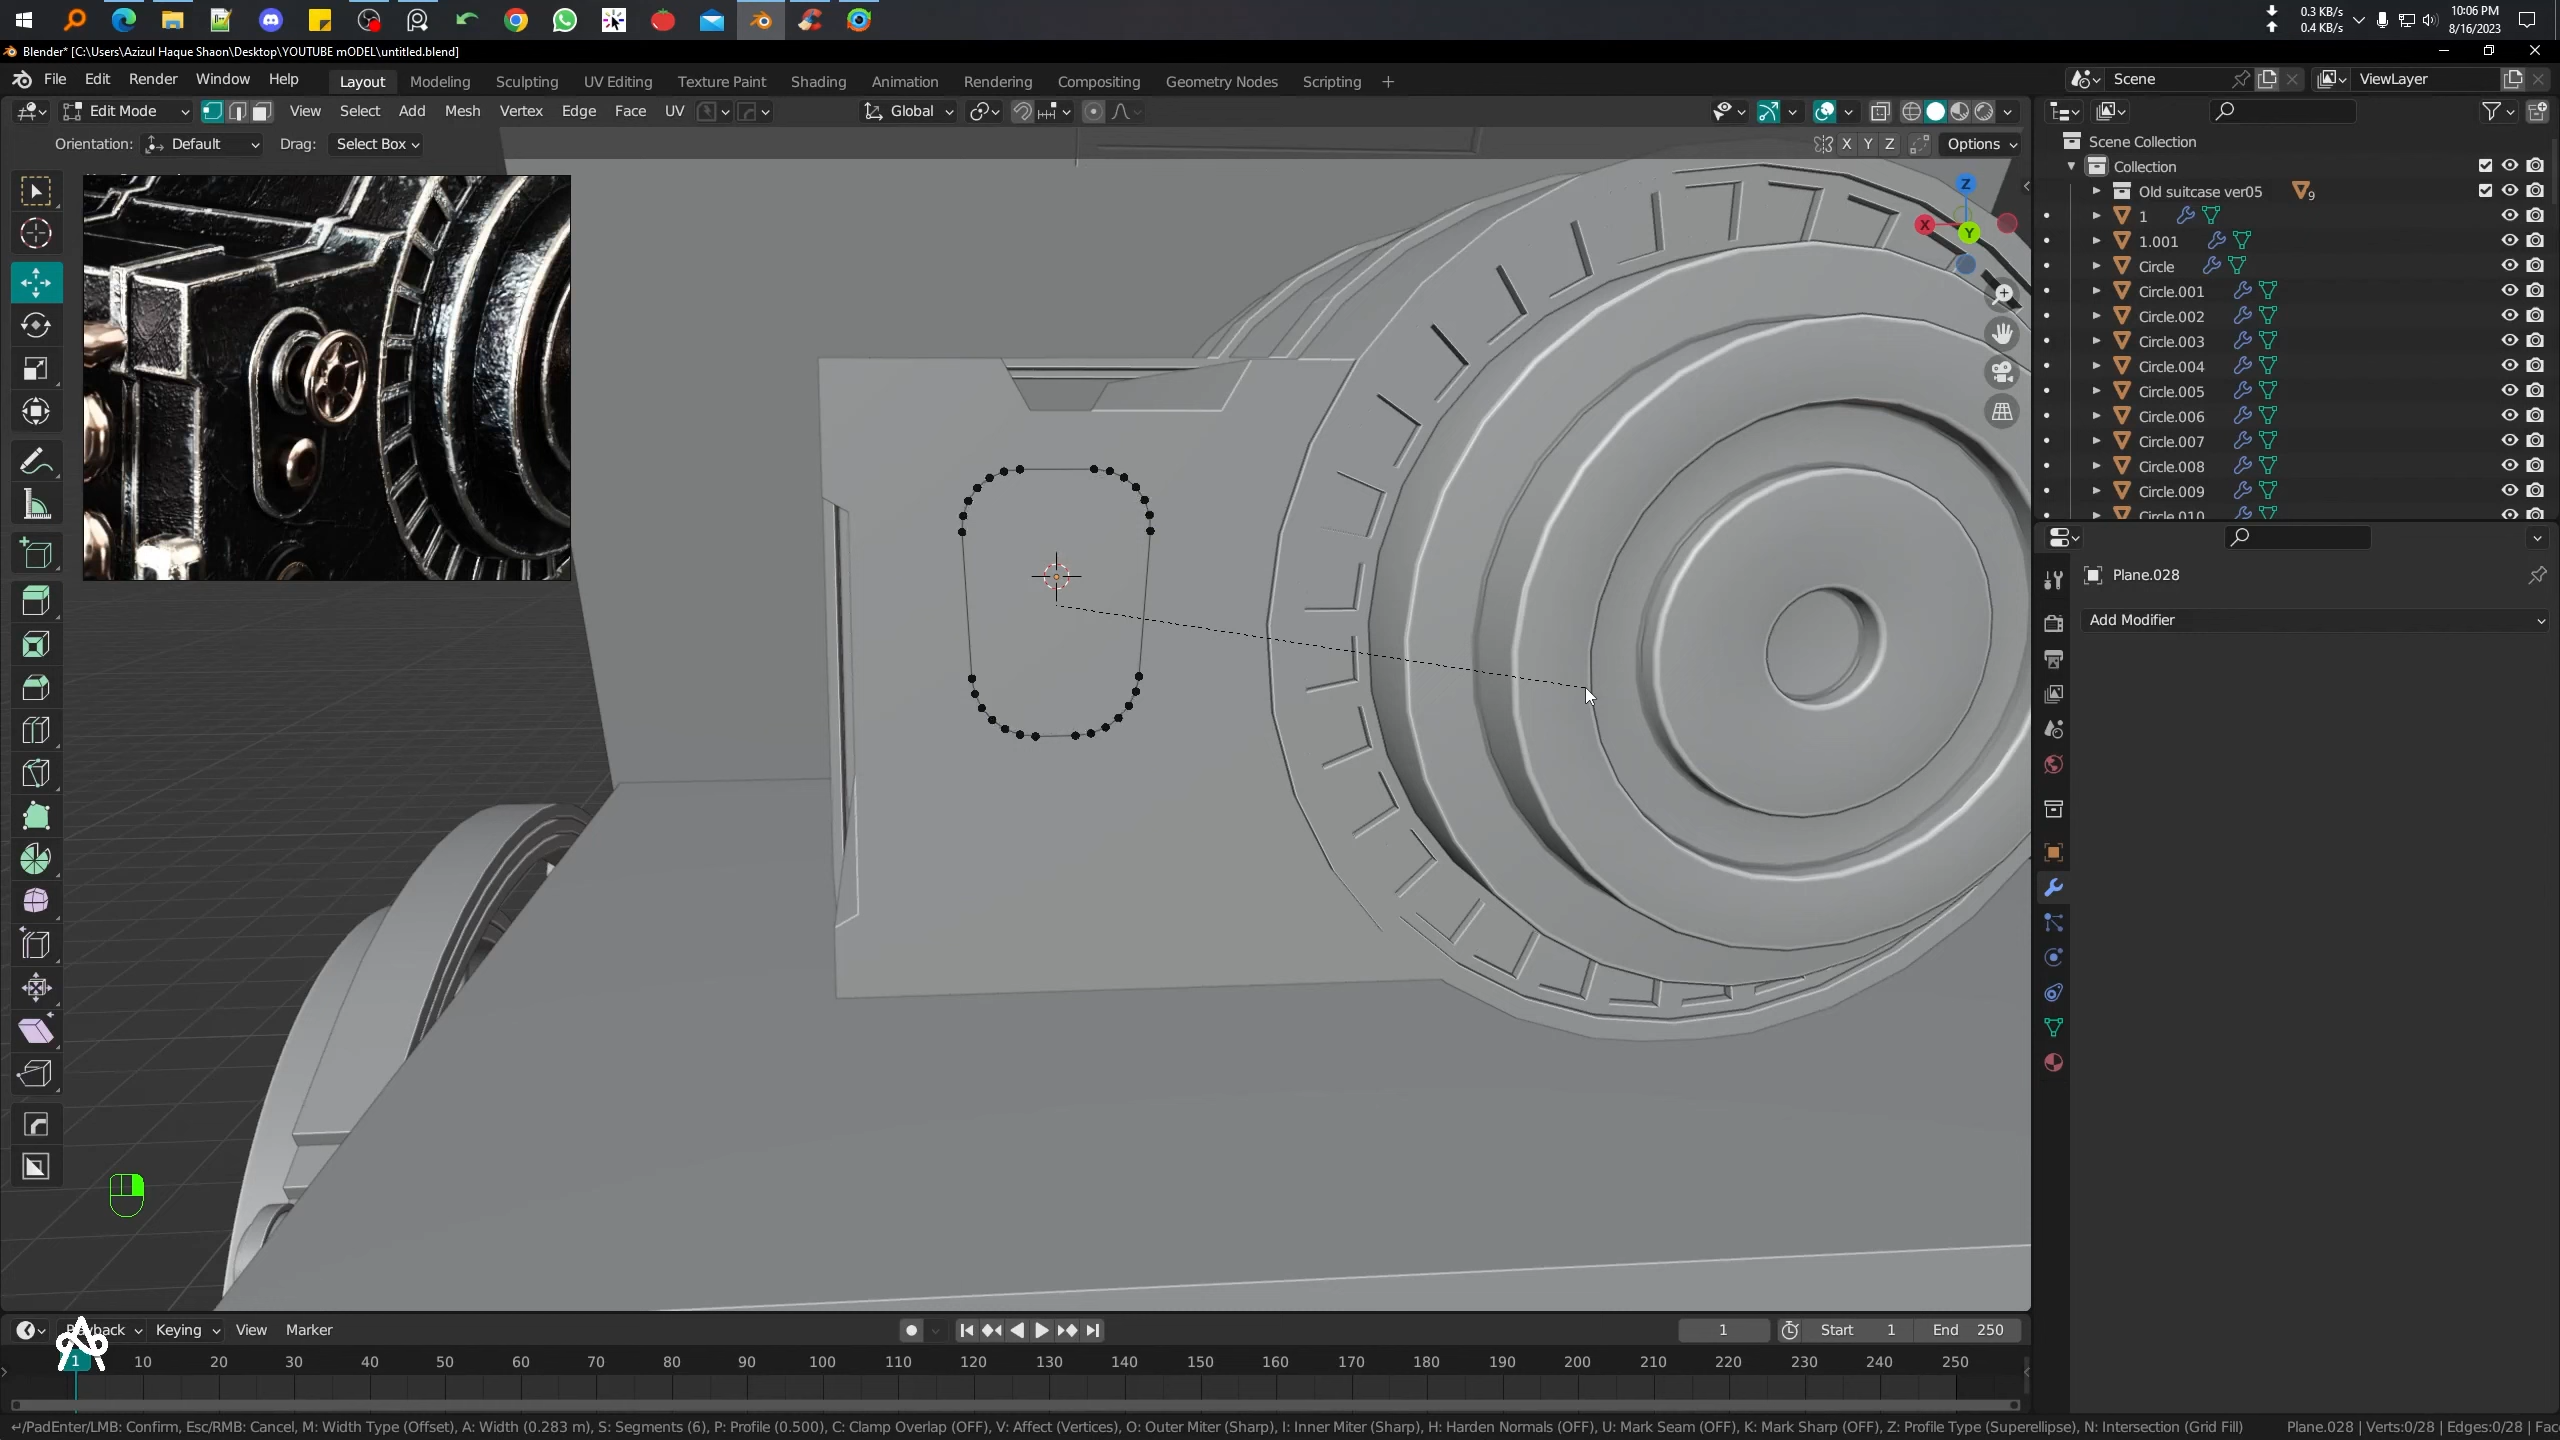 0.3 KB/s
0.4 KB/s
10:06 PM
8/16/2023
Blender* [C:\Users\Azizul Haque Shaon\Desktop\YOUTUBE mODEL\untitled.blend]
File Edit Render Window Help Layout Modeling Sculpting UV Editing Texture Paint Shading Animation Rendering Compositing Geometry Nodes Scripting + Scene ViewLayer
Edit Mode View Select Add Mesh Vertex Edge Face UV Global
Orientation: Default Drag: Select Box X Y Z Options
Scene Collection
Collection
Old suitcase ver05 9
1
1.001
Circle
Circle.001
Circle.002
Circle.003
Circle.004
Circle.005
Circle.006
Circle.007
Circle.008
Circle.009
Circle.010
Z
X
Y
Plane.028
Add Modifier
Keying View Marker 1 Start 1 End 250
1 10 20 30 40 50 60 70 80 90 100 110 120 130 140 150 160 170 180 190 200 210 220 230 240 250
↵/PadEnter/LMB: Confirm, Esc/RMB: Cancel, M: Width Type (Offset), A: Width (0.283 m), S: Segments (6), P: Profile (0.500), C: Clamp Overlap (OFF), V: Affect (Vertices), O: Outer Miter (Sharp), I: Inner Miter (Sharp), H: Harden Normals (OFF), U: Mark Seam (OFF), K: Mark Sharp (OFF), Z: Profile Type (Superellipse), N: Intersection (Grid Fill) Plane.028 | Verts:0/28 | Edges:0/28 | Fac